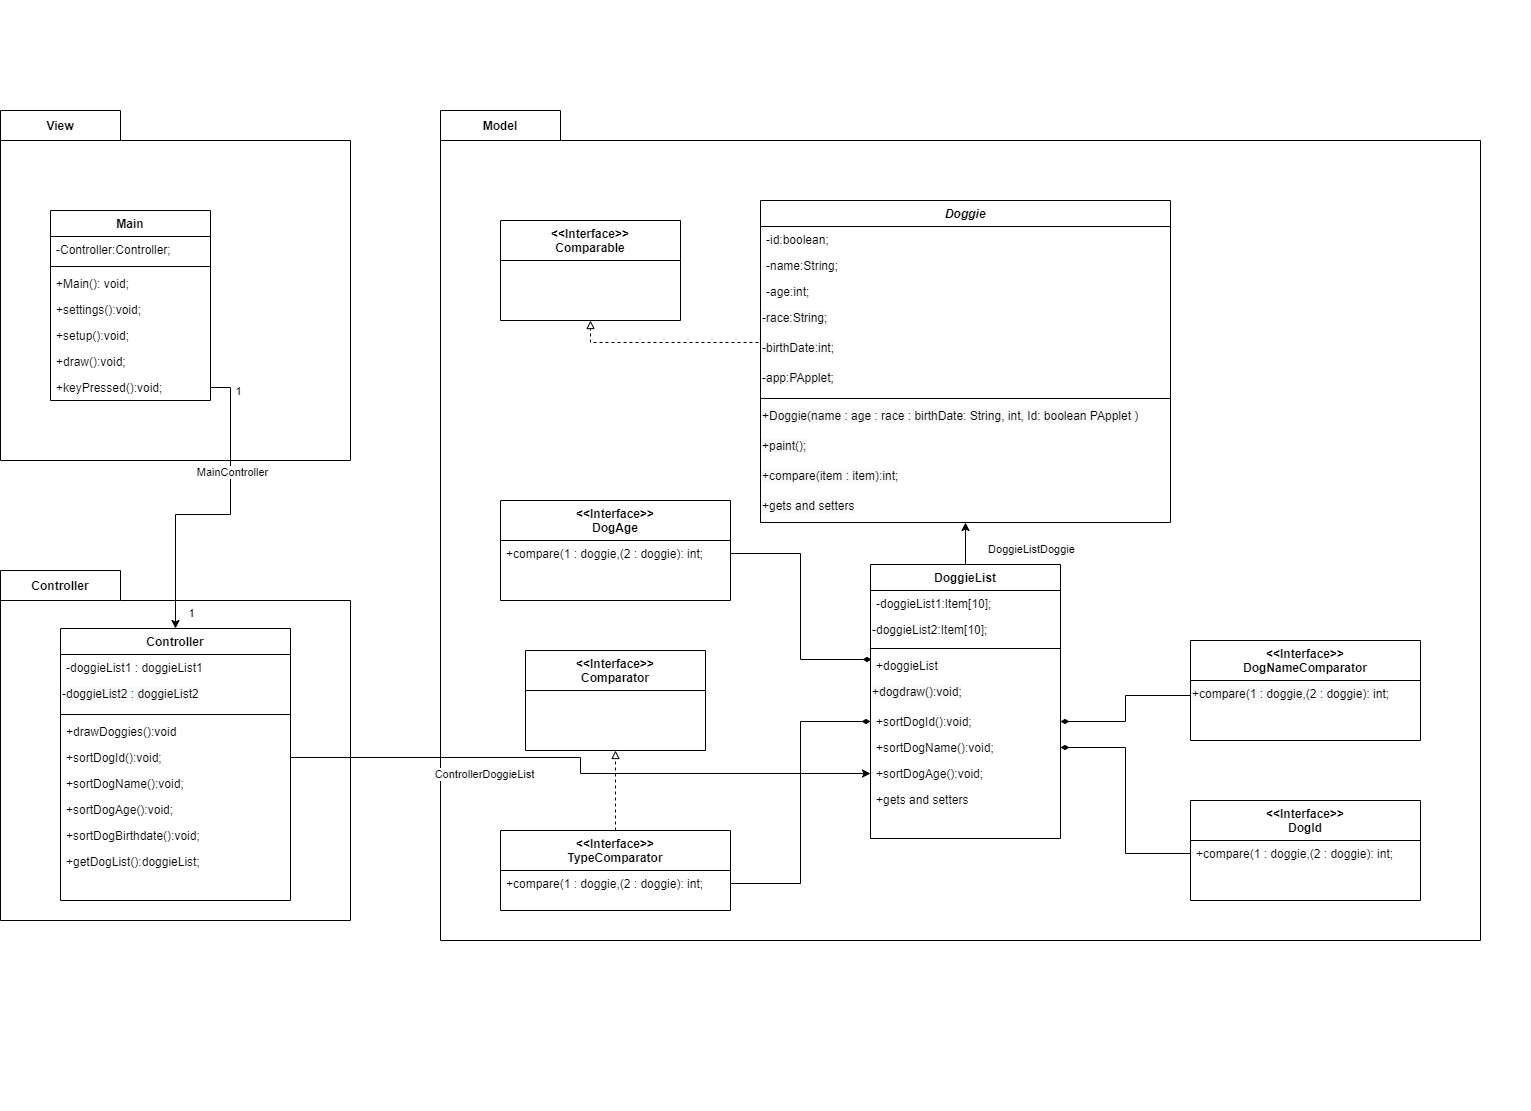 View
Main
-Controller:Controller;
+Main(): void;
+settings():void;
+setup():void;
+draw():void;
+keyPressed():void;
1
MainController
1
Controller
Controller
-doggieList1 : doggieList1
-doggieList2 : doggieList2
+drawDoggies():void
+sortDogId():void;
+sortDogName():void;
+sortDogAge():void;
+sortDogBirthdate():void;
+getDogList():doggieList;
ControllerDoggieList
Model
<<Interface>>
Comparable
Doggie
-id:boolean;
-name:String;
-age:int;
-race:String;
-birthDate:int;
-app:PApplet;
+Doggie(name : age : race : birthDate: String, int, Id: boolean PApplet )
+paint();
+compare(item : item):int;
+gets and setters
<<Interface>>
DogAge
+compare(1 : doggie,(2 : doggie): int;
DoggieListDoggie
DoggieList
-doggieList1:Item[10];
-doggieList2:Item[10];
+doggieList
+dogdraw():void;
+sortDogId():void;
+sortDogName():void;
+sortDogAge():void;
+gets and setters
<<Interface>>
Comparator
<<Interface>>
TypeComparator
+compare(1 : doggie,(2 : doggie): int;
<<Interface>>
DogNameComparator
+compare(1 : doggie,(2 : doggie): int;
<<Interface>>
DogId
+compare(1 : doggie,(2 : doggie): int;